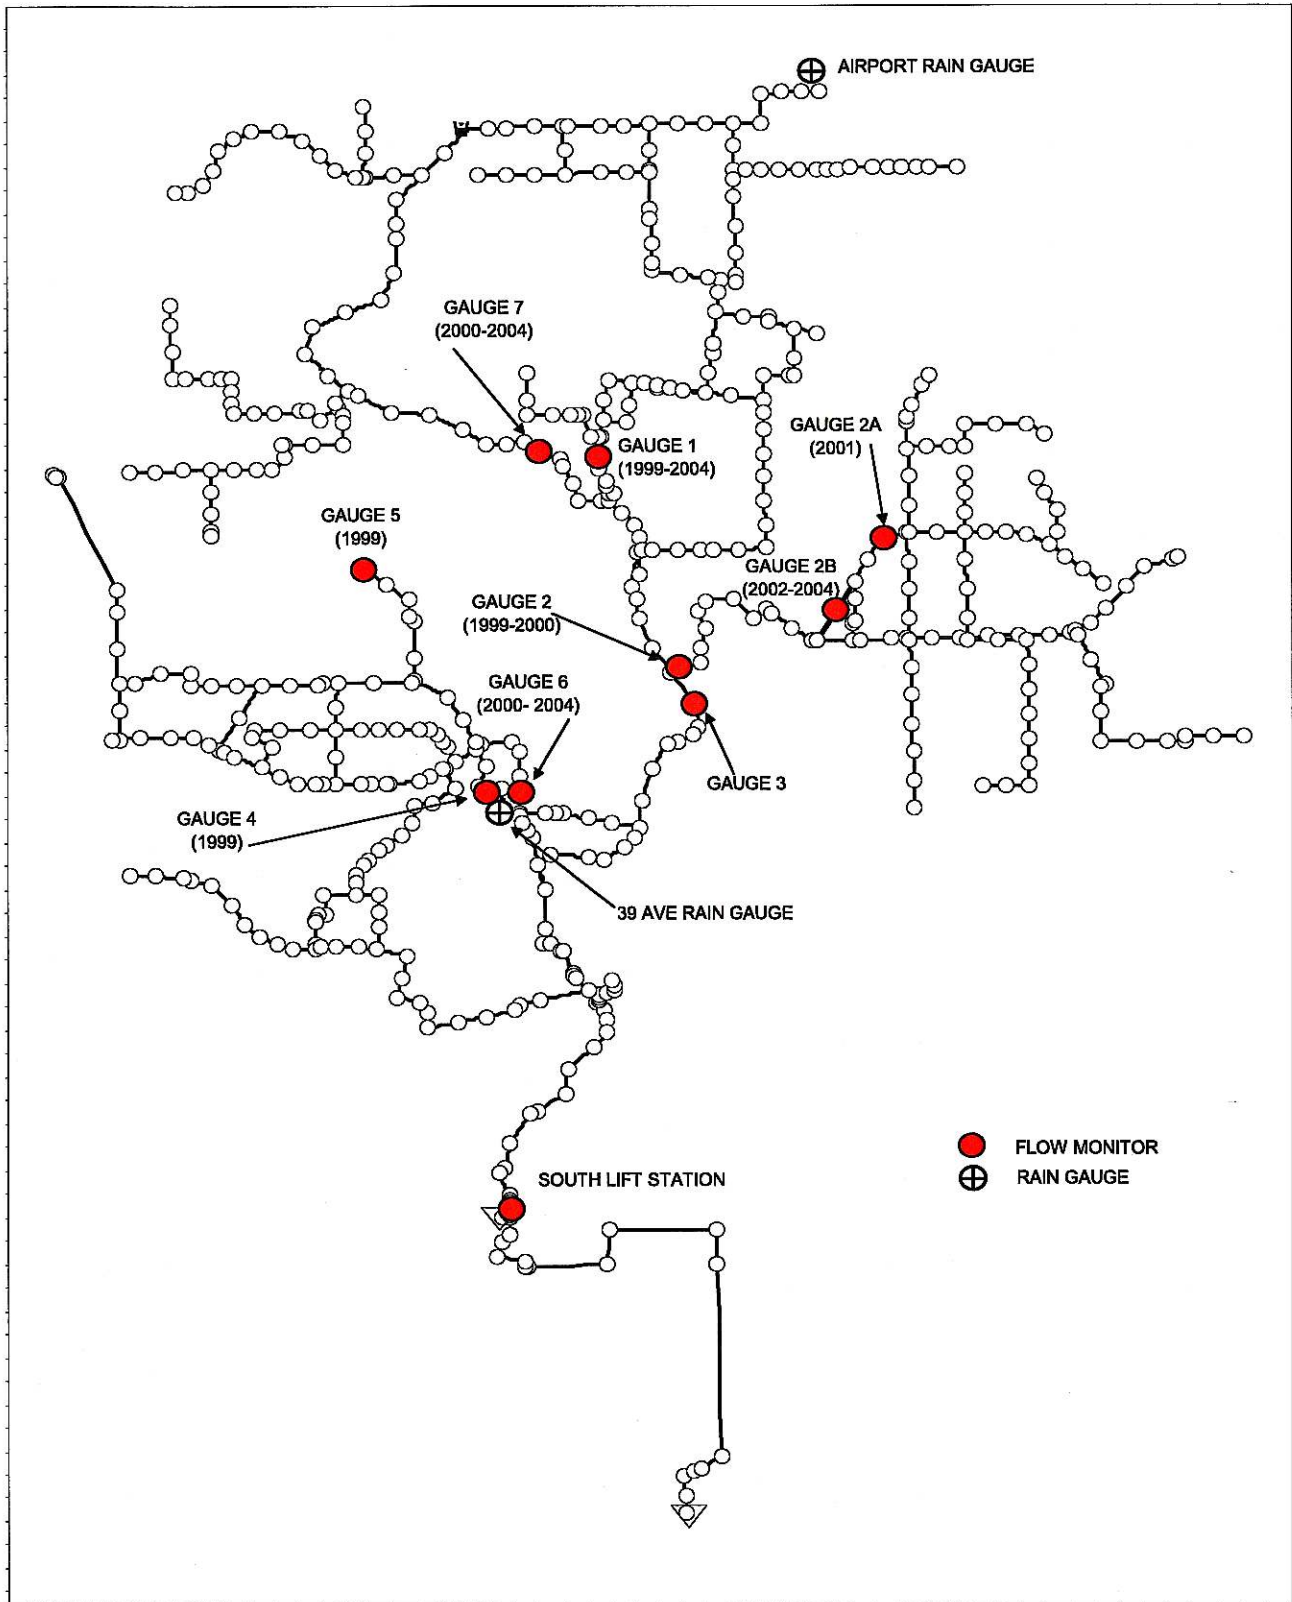 AIRPORT RAIN GAUGE
GAUGE 7
(2000-2004)
GAUGE 1
(1999-2004)
GAUGE 2A
(2001)
GAUGE 5
(1999)
GAUGE 2B
(2002-2004)
GAUGE 2
(1999-2000)
GAUGE 6
(2000- 2004)
GAUGE 3
GAUGE 4
(1999)
39 AVE RAIN GAUGE
FLOW MONITOR
RAIN GAUGE
SOUTH LIFT STATION